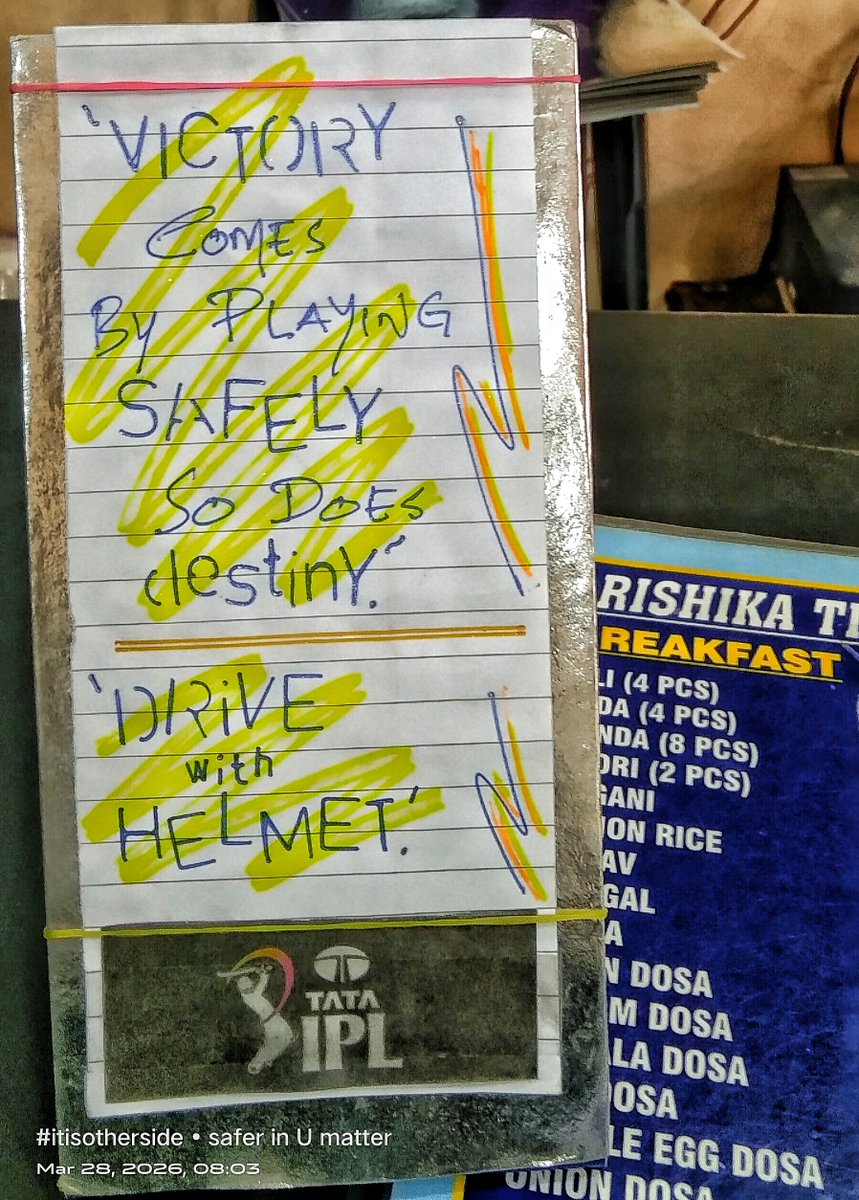 'VICTORY
COMES
BY PLAYING
SAFELY
SO DOES
destiny.'
'DRIVE
with
HELMET.'
TATA
IPL
RISHIKA
REAKFAST
LI (4 PCS)
DA (4 PCS)
NDA (8 PCS)
ORI (2 PCS)
GANI
ION RICE
AV
GAL
A
N DOSA
M DOSA
LA DOSA
DOSA
LE EGG DOSA
UNION DOSA
#itisotherside • safer in U matter
Mar 28, 2026, 08:03